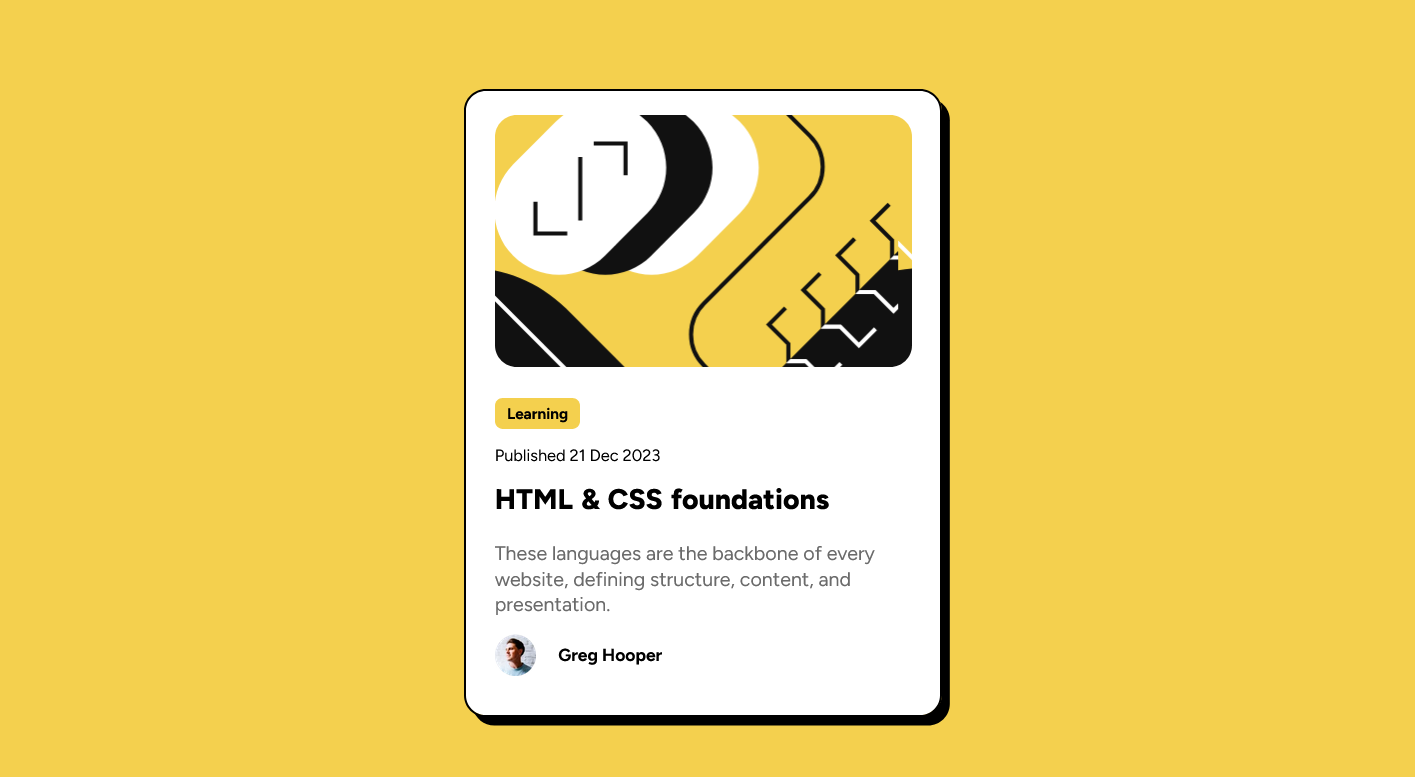 Learning
Published 21 Dec 2023
HTML & CSS foundations
These languages are the backbone of every
website, defining structure, content, and
presentation.
Greg Hooper